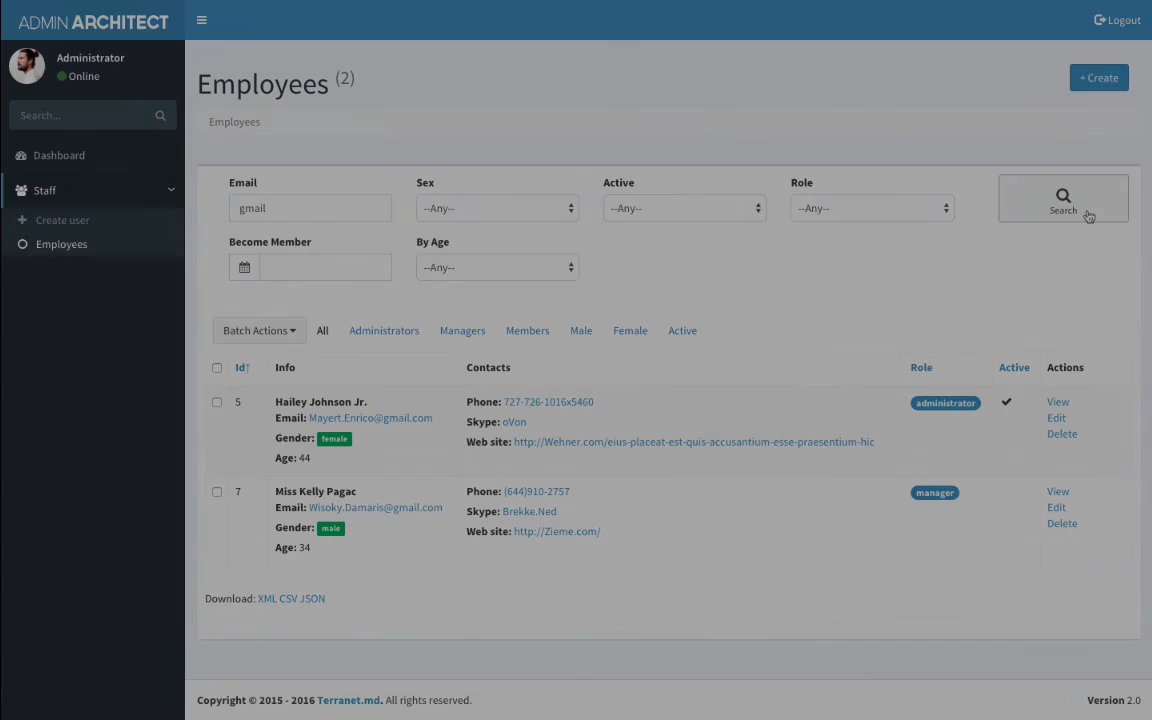 ADMIN ARCHITECT
Logout
Administrator
Online
Search...
Dashboard
Staff
Create user
Employees
Employees (2)
+ Create
Employees
Email Sex Active Role
gmail --Any-- --Any-- --Any-- Search
Become Member By Age
--Any--
Batch Actions All Administrators Managers Members Male Female Active
Id↑ Info Contacts Role Active Actions
5 Hailey Johnson Jr. Phone: 727-726-1016x5460 administrator ✔ View
Email: Mayert.Enrico@gmail.com Skype: oVon Edit
Gender: female Web site: http://Wehner.com/eius-placeat-est-quis-accusantium-esse-praesentium-hic Delete
Age: 44
7 Miss Kelly Pagac Phone: (644)910-2757 manager View
Email: Wisoky.Damaris@gmail.com Skype: Brekke.Ned Edit
Gender: male Web site: http://Zieme.com/ Delete
Age: 34
Download: XML CSV JSON
Copyright © 2015 - 2016 Terranet.md. All rights reserved. Version 2.0